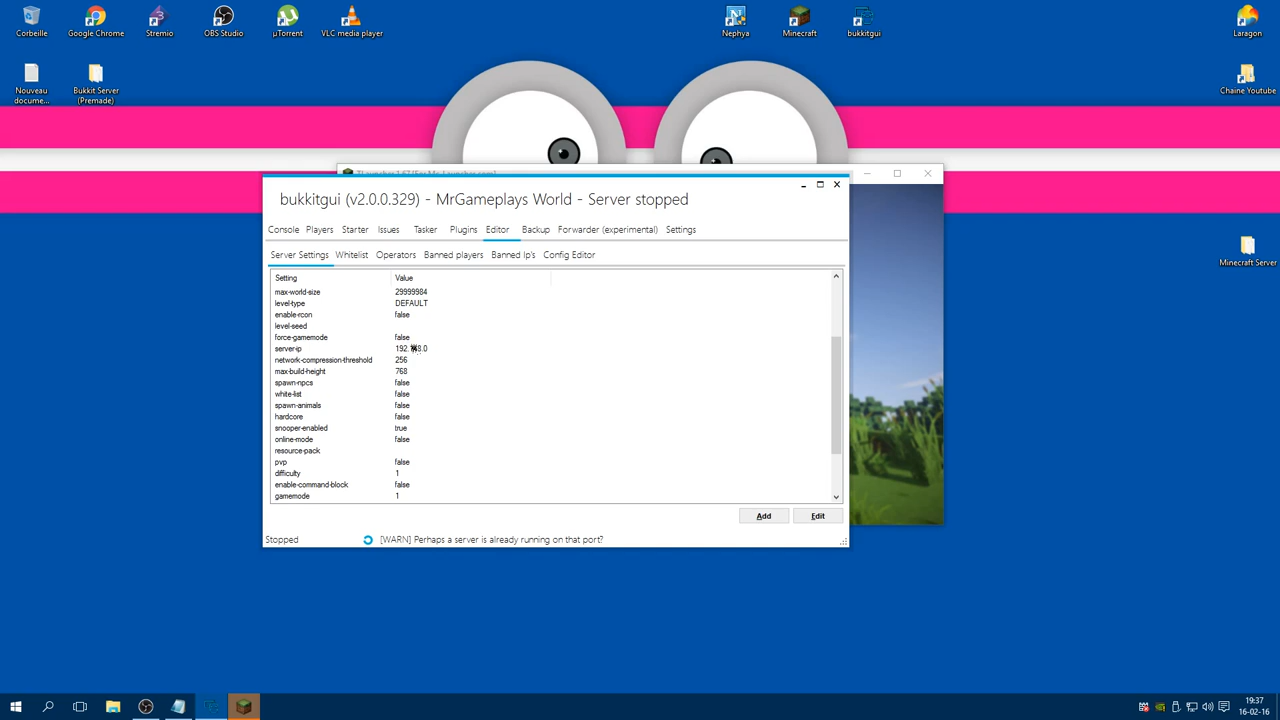 Corbeille
Google Chrome
Stremio
OBS Studio
µTorrent
VLC media player
Nephya
Minecraft
bukkitgui
Laragon
Nouveau docume...
Bukkit Server (Premade)
Chaine Youtube
Minecraft Server
bukkitgui (v2.0.0.329) - MrGameplays World - Server stopped
Console Players Starter Issues Tasker Plugins Editor Backup Forwarder (experimental) Settings
Server Settings Whitelist Operators Banned players Banned Ip's Config Editor
Setting Value
max-world-size 29999984
level-type DEFAULT
enable-rcon false
level-seed
force-gamemode false
server-ip
network-compression-threshold 256
max-build-height 768
spawn-npcs false
white-list false
spawn-animals false
hardcore false
snooper-enabled true
online-mode false
resource-pack
pvp false
difficulty 1
enable-command-block false
gamemode 1
Add Edit
Stopped [WARN] Perhaps a server is already running on that port?
19:37
16-02-16